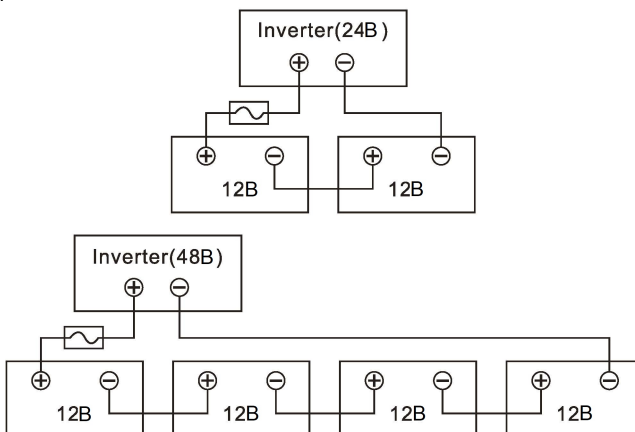 Inverter(24B)
+ −
+ − + −
12B 12B
Inverter(48B)
+ −
+ − + − + − + −
12B 12B 12B 12B